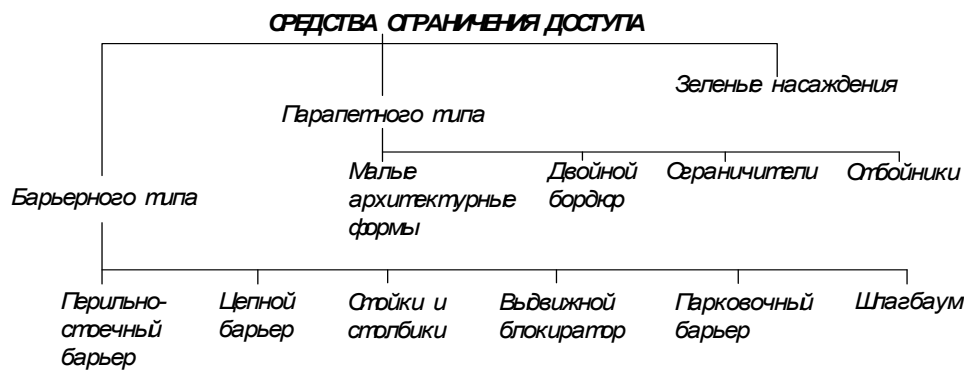 СРЕДСТВА ОГРАНИЧЕНИЯ ДОСТУПА
Зеленые насаждения
Парапетного типа
Малые
архитектурные
формы
Двойной
бордюр
Ограничители
Отбойники
Барьерного типа
Перильно-
стоечный
барьер
Цепной
барьер
Стойки и
столбики
Выдвижной
блокиратор
Парковочный
барьер
Шлагбаум